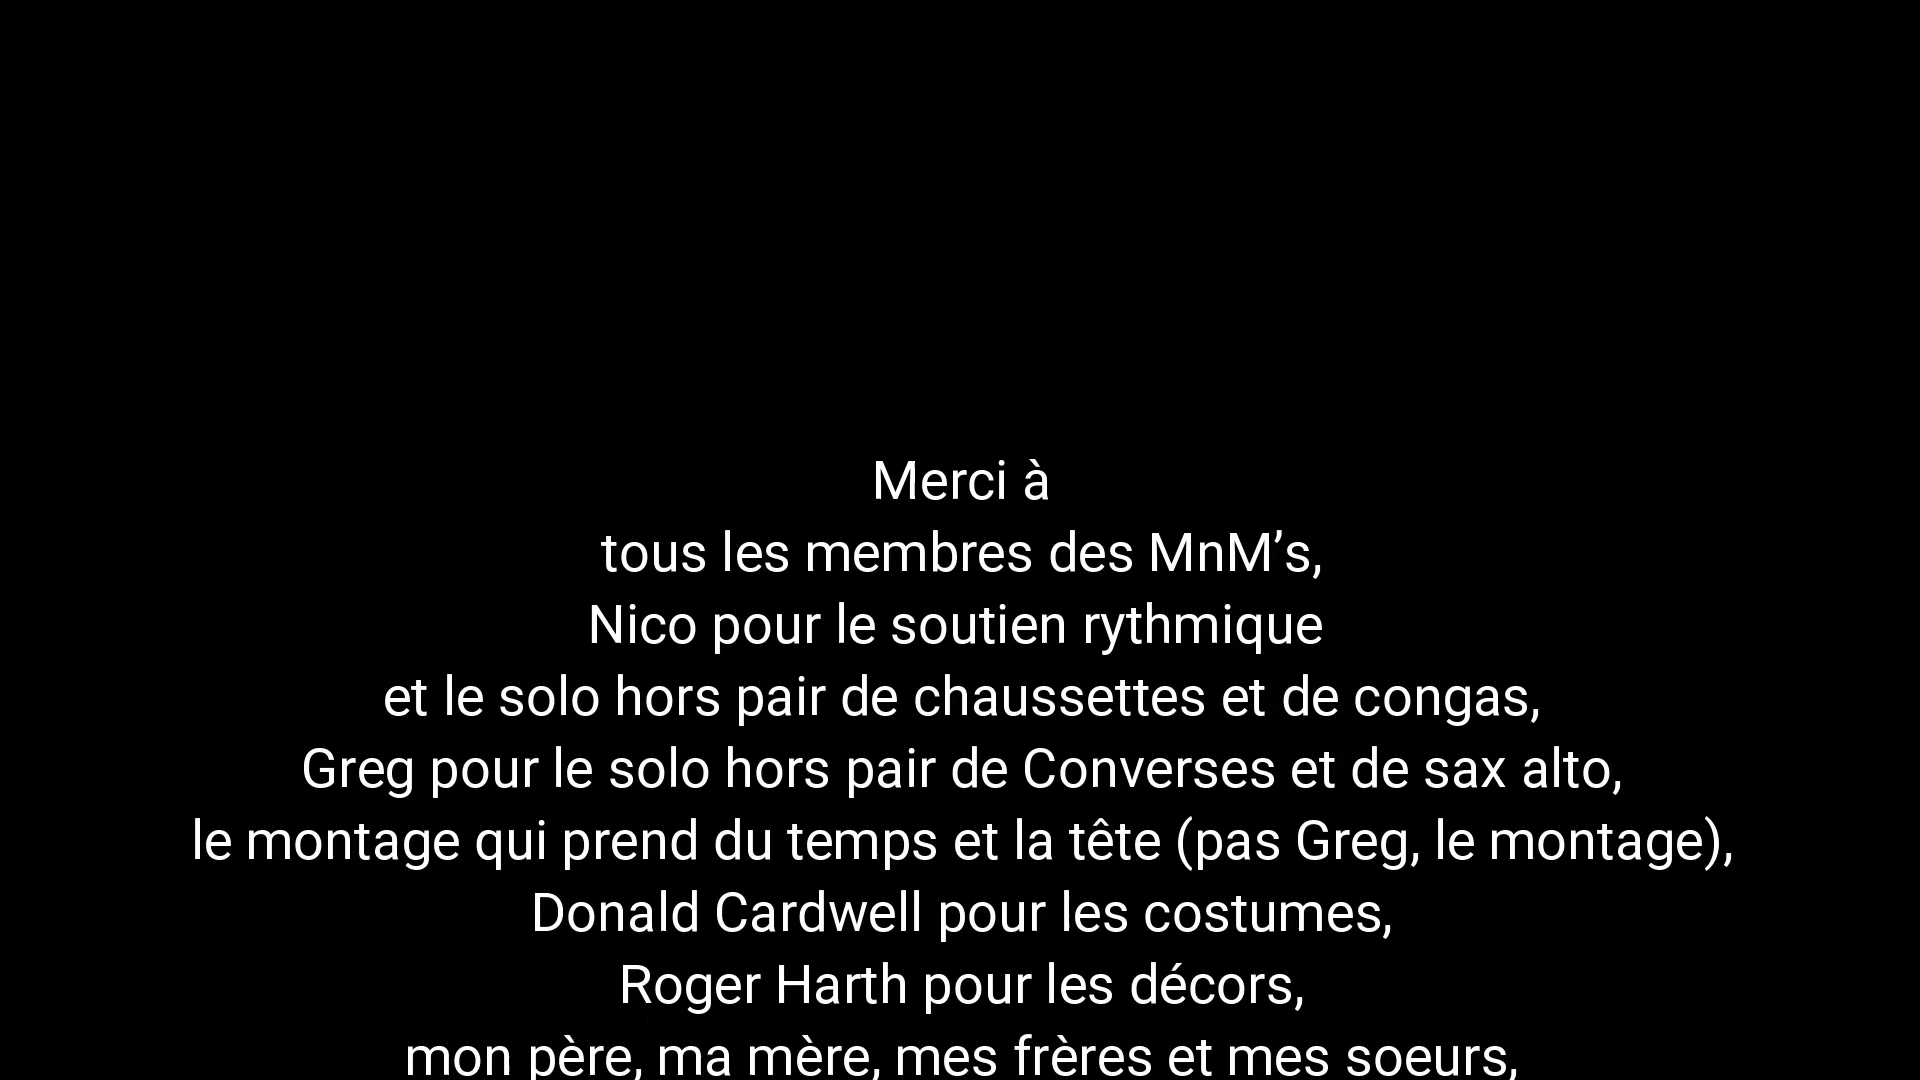 Merci à
tous les membres des MnM’s,
Nico pour le soutien rythmique
et le solo hors pair de chaussettes et de congas,
Greg pour le solo hors pair de Converses et de sax alto,
le montage qui prend du temps et la tête (pas Greg, le montage),
Donald Cardwell pour les costumes,
Roger Harth pour les décors,
mon père, ma mère, mes frères et mes soeurs,